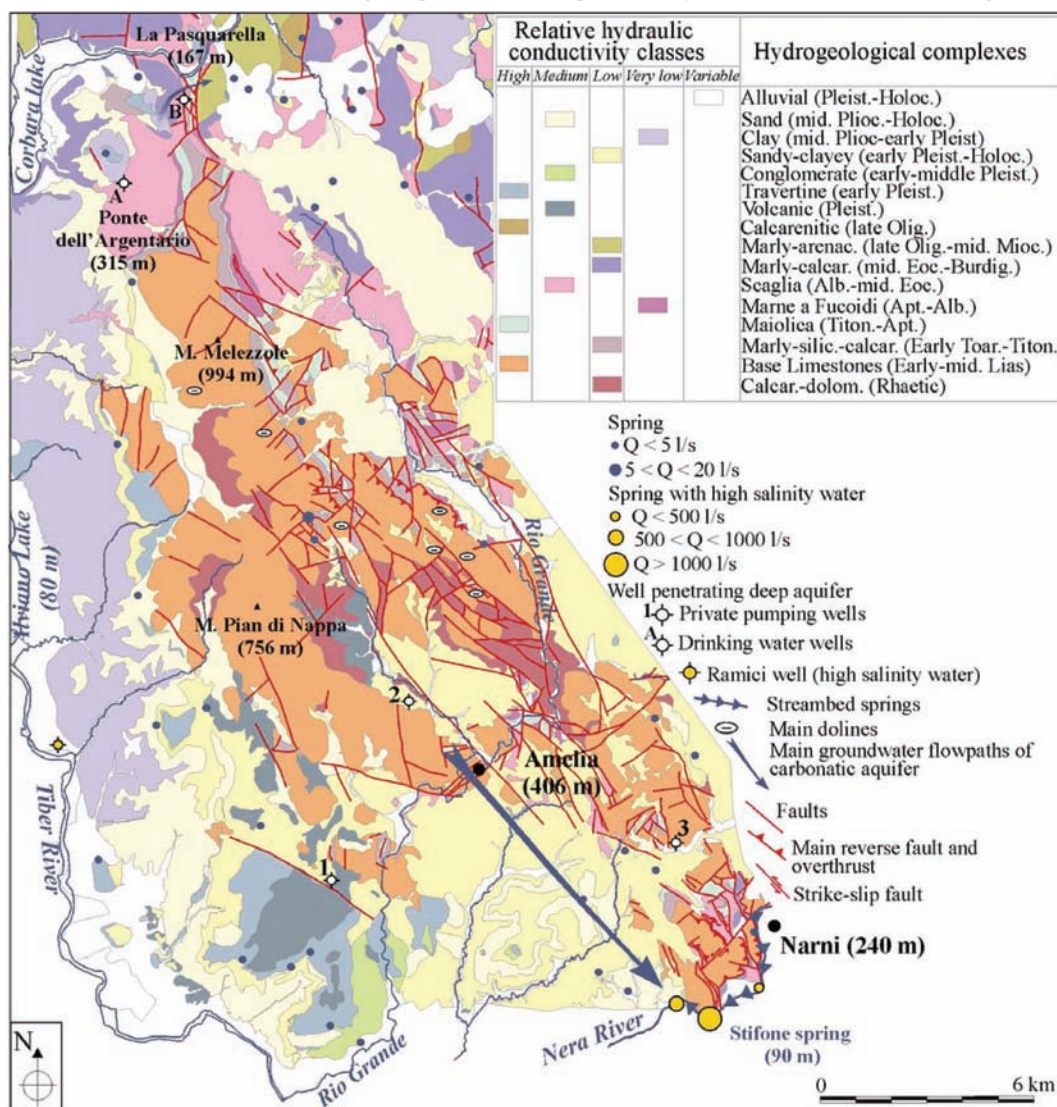 La Pasquarella
(167 m)
B
Corbara lake
A
Ponte
dell'Argentario
(315 m)
M. Melezzole
(994 m)
Alviano Lake
(80 m)
Rio Grande
M. Pian di Nappa
(756 m)
2
Amelia
(406 m)
Tiber River
3
1
Narni (240 m)
Nera River
Stifone spring
(90 m)
Rio Grande
N
0 6 km
Relative hydraulic
conductivity classes
High Medium Low Very low Variable
Hydrogeological complexes
Alluvial (Pleist.-Holoc.)
Sand (mid. Plioc.-Holoc.)
Clay (mid. Plioc-early Pleist)
Sandy-clayey (early Pleist.-Holoc.)
Conglomerate (early-middle Pleist.)
Travertine (early Pleist.)
Volcanic (Pleist.)
Calcarenitic (late Olig.)
Marly-arenac. (late Olig-mid. Mioc.)
Marly-calcar. (mid. Eoc-Burdig.)
Scaglia (Alb.-mid. Eoc.)
Marne a Fucoidi (Apt.-Alb.)
Maiolica (Titon.-Apt.)
Marly-silic.-calcar. (Early Toar.-Titon.
Base Limestones (Early-mid. Lias)
Calcar-dolom. (Rhaetic)
Spring
Q < 5 l/s
5 < Q < 20 l/s
Spring with high salinity water
Q < 500 l/s
500 < Q < 1000 l/s
Q > 1000 l/s
Well penetrating deep aquifer
1 Private pumping wells
A Drinking water wells
Ramici well (high salinity water)
Streambed springs
Main dolines
Main groundwater flowpaths of
carbonatic aquifer
Faults
Main reverse fault and
overthrust
Strike-slip fault